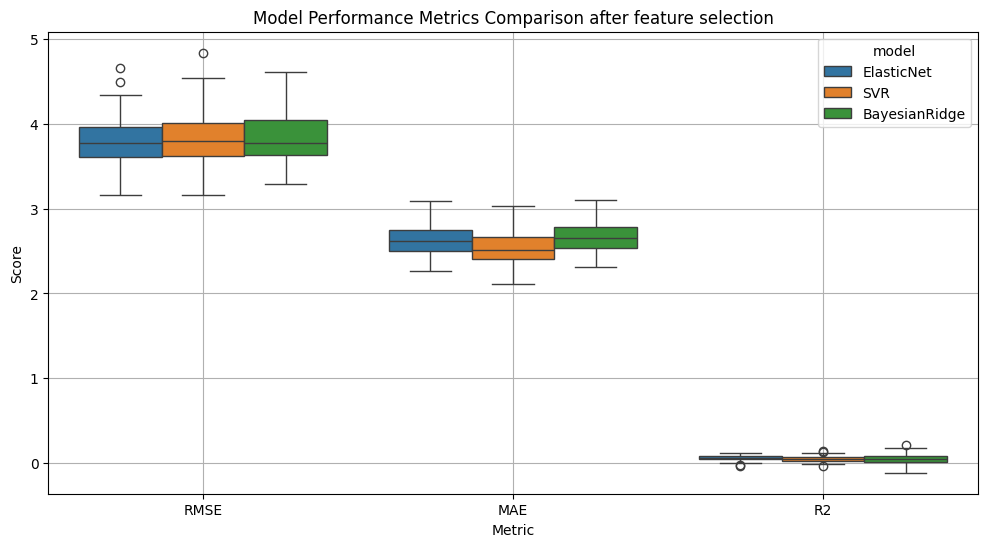 Model Performance Metrics Comparison after feature selection
model
ElasticNet
SVR
BayesianRidge
5
4
3
2
1
0
Score
RMSE
MAE
R2
Metric